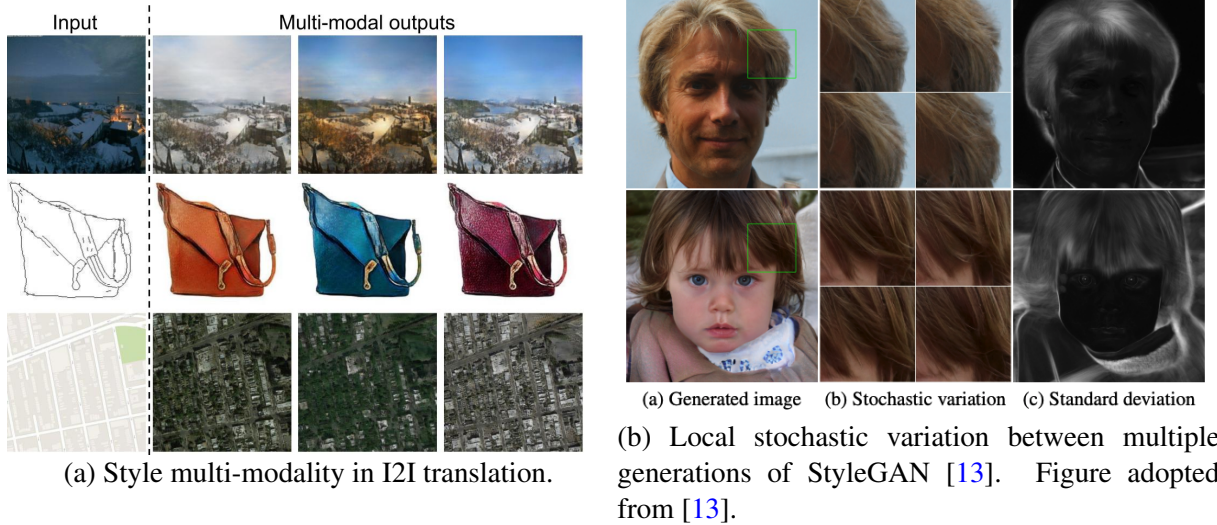 Input
Multi-modal outputs
(a) Style multi-modality in I2I translation.
(a) Generated image
(b) Stochastic variation
(c) Standard deviation
(b) Local stochastic variation between multiple
generations of StyleGAN [13]. Figure adopted
from [13].